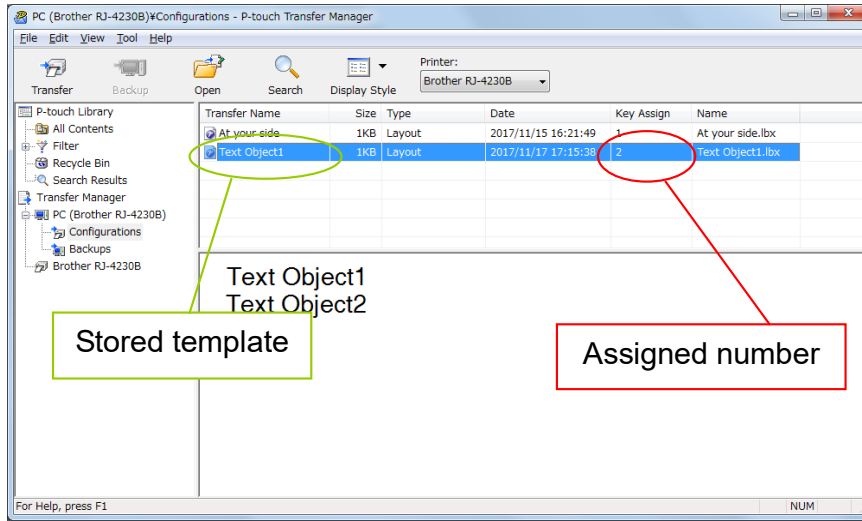 PC (Brother RJ-4230B)¥Configurations - P-touch Transfer Manager
File Edit View Tool Help
Transfer Backup Open Search Display Style
Printer:
Brother RJ-4230B
P-touch Library
All Contents
Filter
Recycle Bin
Search Results
Transfer Manager
PC (Brother RJ-4230B)
Configurations
Backups
Brother RJ-4230B
Transfer Name Size Type Date Key Assign Name
At your side 1KB Layout 2017/11/15 16:21:49 1 At your side.lbx
Text Object1 1KB Layout 2017/11/17 17:15:38 2 Text Object1.lbx
Text Object1
Text Object2
Stored template
Assigned number
For Help, press F1
NUM